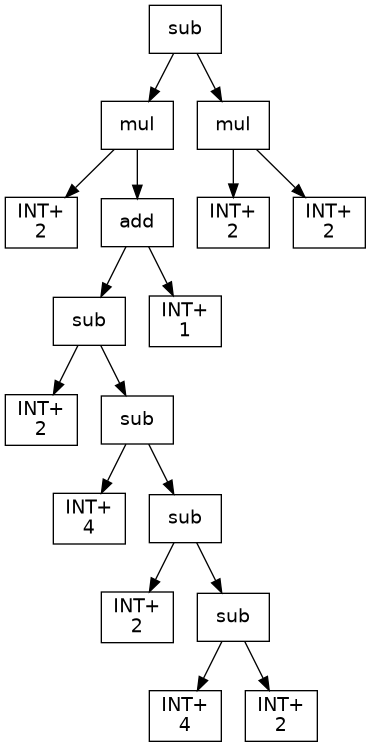 sub
mul
mul
INT+
2
add
INT+
2
INT+
2
sub
INT+
1
INT+
2
sub
INT+
4
sub
INT+
2
sub
INT+
4
INT+
2